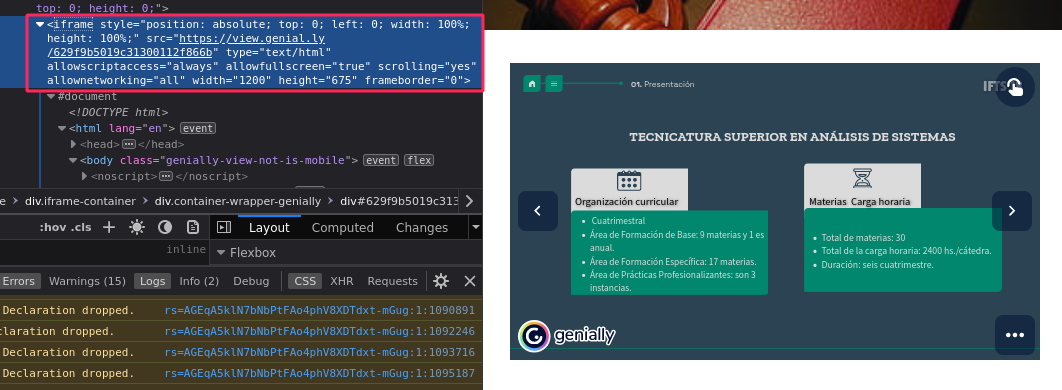 top: 0; height: 0;">
<iframe style="position: absolute; top: 0; left: 0; width: 100%;
height: 100%;" src="https://view.genial.ly
/629f9b5019c31300112f866b" type="text/html"
allowscriptaccess="always" allowfullscreen="true" scrolling="yes"
allownetworking="all" width="1200" height="675" frameborder="0">
#document
<!DOCTYPE html>
<html lang="en"> event
<head> ••• </head>
<body class="genially-view-not-is-mobile"> event flex
<noscript> ••• </noscript>
e > div.iframe-container > div.container-wrapper-genially > div#629f9b5019c313
:hov .cls + Layout Computed Changes
inline
Flexbox
Errors Warnings (15) Logs Info (2) Debug CSS XHR Requests
Declaration dropped. rs=AGEqA5klN7bNbPtFAo4phV8XDTdxt-mGug:1:1090891
claration dropped. rs=AGEqA5klN7bNbPtFAo4phV8XDTdxt-mGug:1:1092246
Declaration dropped. rs=AGEqA5klN7bNbPtFAo4phV8XDTdxt-mGug:1:1093716
Declaration dropped. rs=AGEqA5klN7bNbPtFAo4phV8XDTdxt-mGug:1:1095187
01. Presentación
TECNICATURA SUPERIOR EN ANÁLISIS DE SISTEMAS
Organización curricular
• Cuatrimestral
• Área de Formación de Base: 9 materias y 1 es
anual.
• Área de Formación Específica: 17 materias.
• Área de Prácticas Profesionalizantes: son 3
instancias.
Materias Carga horaria
• Total de materias: 30
• Total de la carga horaria: 2400 hs./cátedra.
• Duración: seis cuatrimestre.
genially